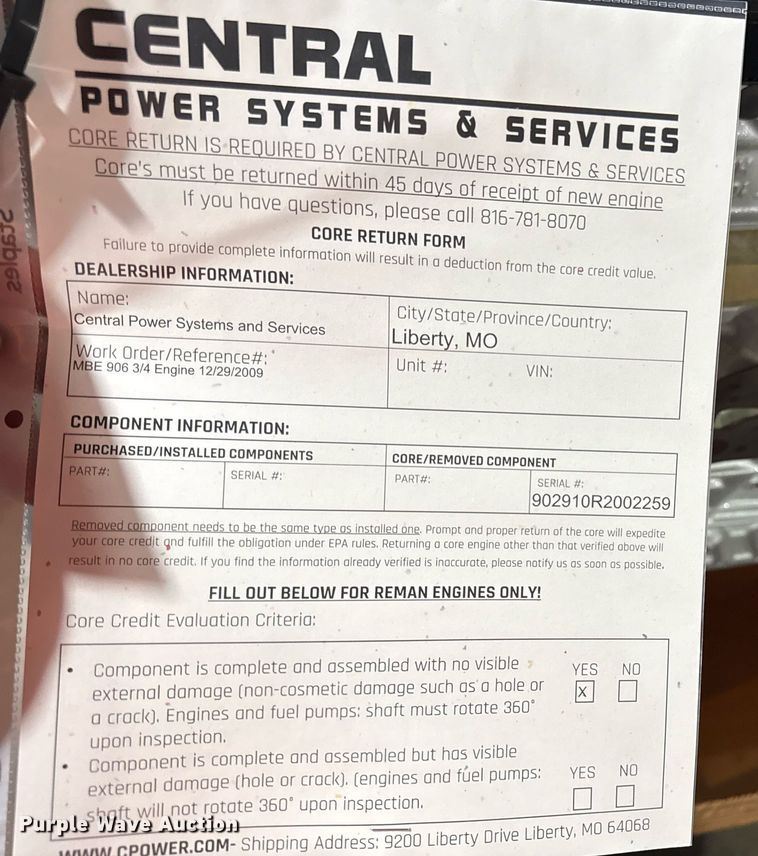 CENTRAL
POWER SYSTEMS & SERVICES
CORE RETURN IS REQUIRED BY CENTRAL POWER SYSTEMS & SERVICES
Core's must be returned within 45 days of receipt of new engine
If you have questions, please call 816-781-8070
CORE RETURN FORM
Failure to provide complete information will result in a deduction from the core credit value.
Staples
DEALERSHIP INFORMATION:
Name:
Central Power Systems and Services
City/State/Province/Country:
Liberty, MO
Work Order/Reference#:
MBE 906 3/4 Engine 12/29/2009
Unit #: VIN:
COMPONENT INFORMATION:
PURCHASED/INSTALLED COMPONENTS CORE/REMOVED COMPONENT
PART#: SERIAL #: PART#: SERIAL #:
902910R2002259
Removed component needs to be the same type as installed one. Prompt and proper return of the core will expedite
your core credit and fulfill the obligation under EPA rules. Returning a core engine other than that verified above will
result in no core credit. If you find the information already verified is inaccurate, please notify us as soon as possible.
FILL OUT BELOW FOR REMAN ENGINES ONLY!
Core Credit Evaluation Criteria:
• Component is complete and assembled with no visible YES NO
external damage (non-cosmetic damage such as a hole or X
a crack). Engines and fuel pumps: shaft must rotate 360°
upon inspection.
• Component is complete and assembled but has visible
external damage (hole or crack). (engines and fuel pumps: YES NO
shaft will not rotate 360° upon inspection.
Purple Wave Auction
WWW.CPOWER.COM- Shipping Address: 9200 Liberty Drive Liberty, MO 64068